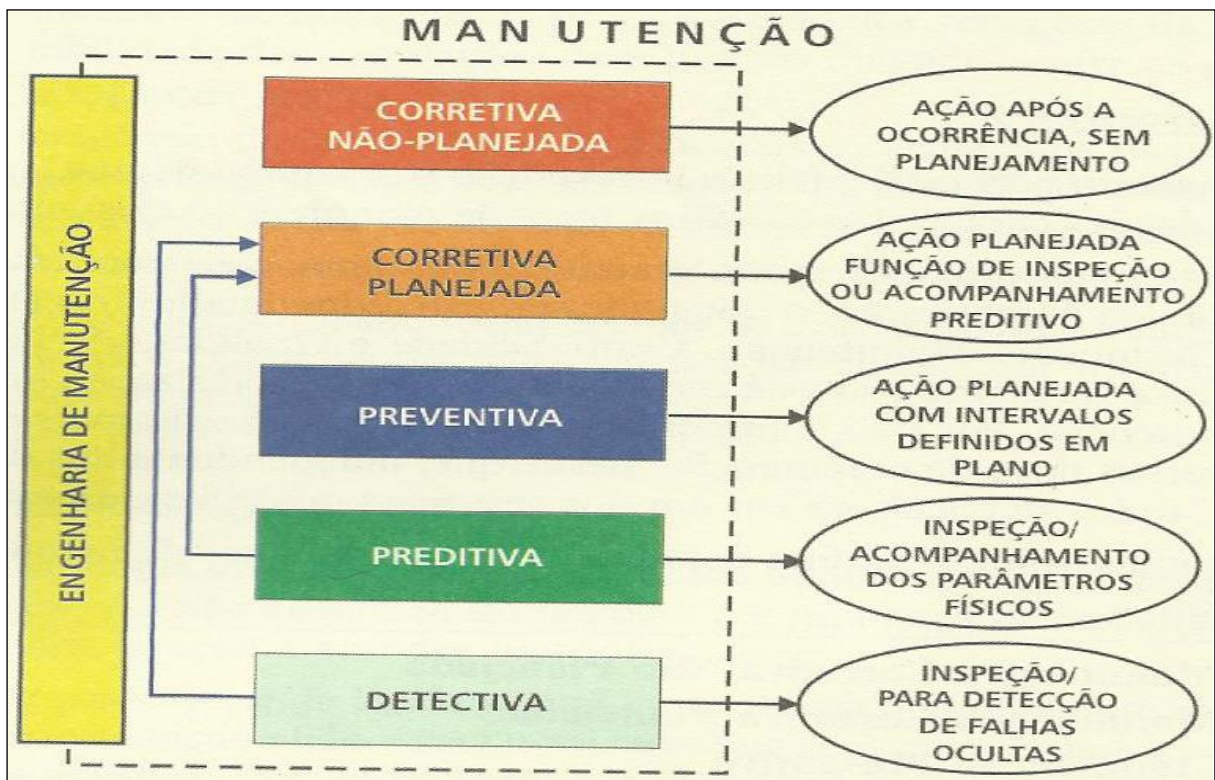 MANUTENÇÃO
ENGENHARIA DE MANUTENÇÃO
CORRETIVA
NÃO-PLANEJADA
AÇÃO APÓS A
OCORRÊNCIA, SEM
PLANEJAMENTO
CORRETIVA
PLANEJADA
AÇÃO PLANEJADA
FUNÇÃO DE INSPEÇÃO
OU ACOMPANHAMENTO
PREDITIVO
PREVENTIVA
AÇÃO PLANEJADA
COM INTERVALOS
DEFINIDOS EM
PLANO
PREDITIVA
INSPEÇÃO/
ACOMPANHAMENTO
DOS PARÂMETROS
FÍSICOS
DETECTIVA
INSPEÇÃO/
PARA DETECÇÃO
DE FALHAS
OCULTAS